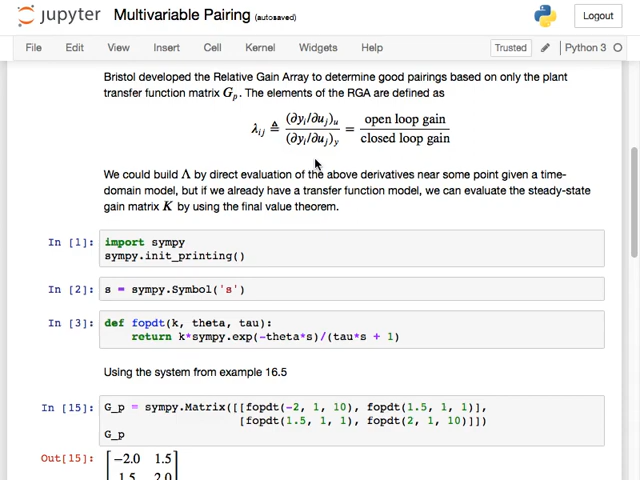 jupyter Multivariable Pairing (autosaved) Logout
File Edit View Insert Cell Kernel Widgets Help Trusted Python 3
Bristol developed the Relative Gain Array to determine good pairings based on only the plant
transfer function matrix G_p. The elements of the RGA are defined as
λ_ij ≜ (∂y_i/∂u_j)_u / (∂y_i/∂u_j)_y = open loop gain / closed loop gain
We could build Λ by direct evaluation of the above derivatives near some point given a time-
domain model, but if we already have a transfer function model, we can evaluate the steady-state
gain matrix K by using the final value theorem.
In [1]: import sympy
sympy.init_printing()
In [2]: s = sympy.Symbol('s')
In [3]: def fopdt(k, theta, tau):
return k*sympy.exp(-theta*s)/(tau*s + 1)
Using the system from example 16.5
In [15]: G_p = sympy.Matrix([[fopdt(-2, 1, 10), fopdt(1.5, 1, 1)],
[fopdt(1.5, 1, 1), fopdt(2, 1, 10)]])
G_p
Out[15]: [−2.0 1.5]
1.5 2.0